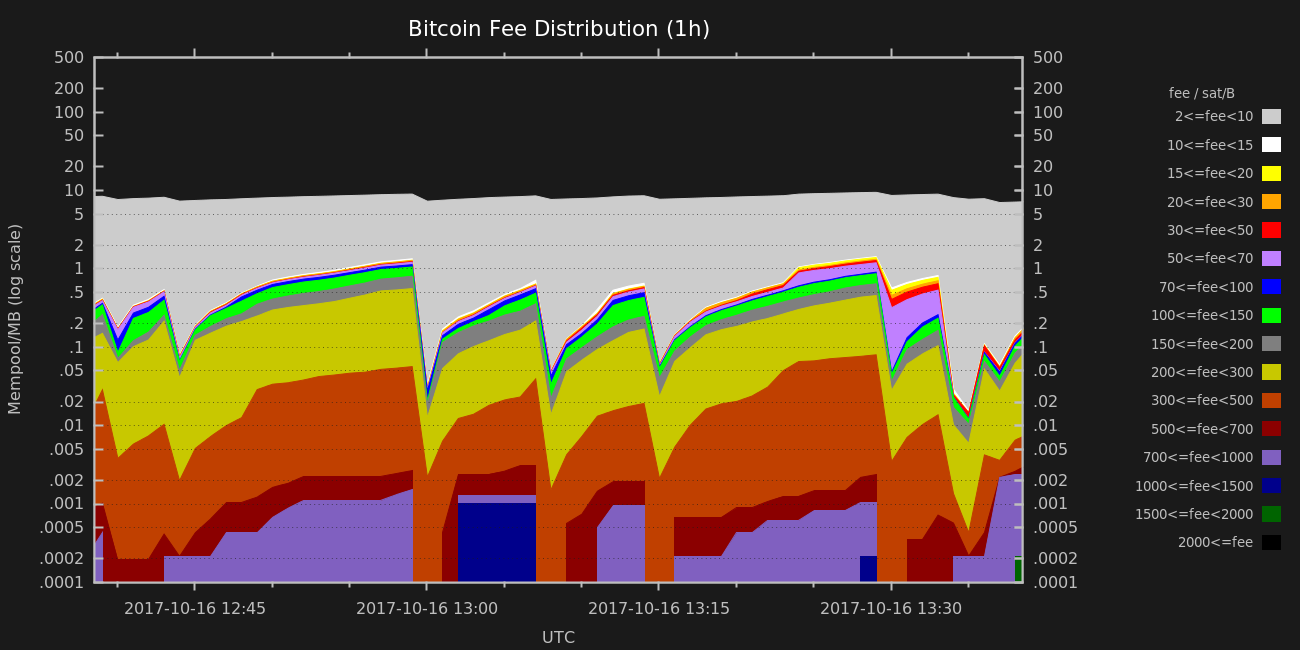 Bitcoin Fee Distribution (1h)
500 500
200 200
100 100
50 50
20 20
10 10
5 5
2 2
1 1
.5 .5
.2 .2
.1 .1
.05 .05
.02 .02
.01 .01
.005 .005
.002 .002
.001 .001
.0005 .0005
.0002 .0002
.0001 .0001
Mempool/MB (log scale)
2017-10-16 12:45 2017-10-16 13:00 2017-10-16 13:15 2017-10-16 13:30
UTC
fee / sat/B
2<=fee<10
10<=fee<15
15<=fee<20
20<=fee<30
30<=fee<50
50<=fee<70
70<=fee<100
100<=fee<150
150<=fee<200
200<=fee<300
300<=fee<500
500<=fee<700
700<=fee<1000
1000<=fee<1500
1500<=fee<2000
2000<=fee